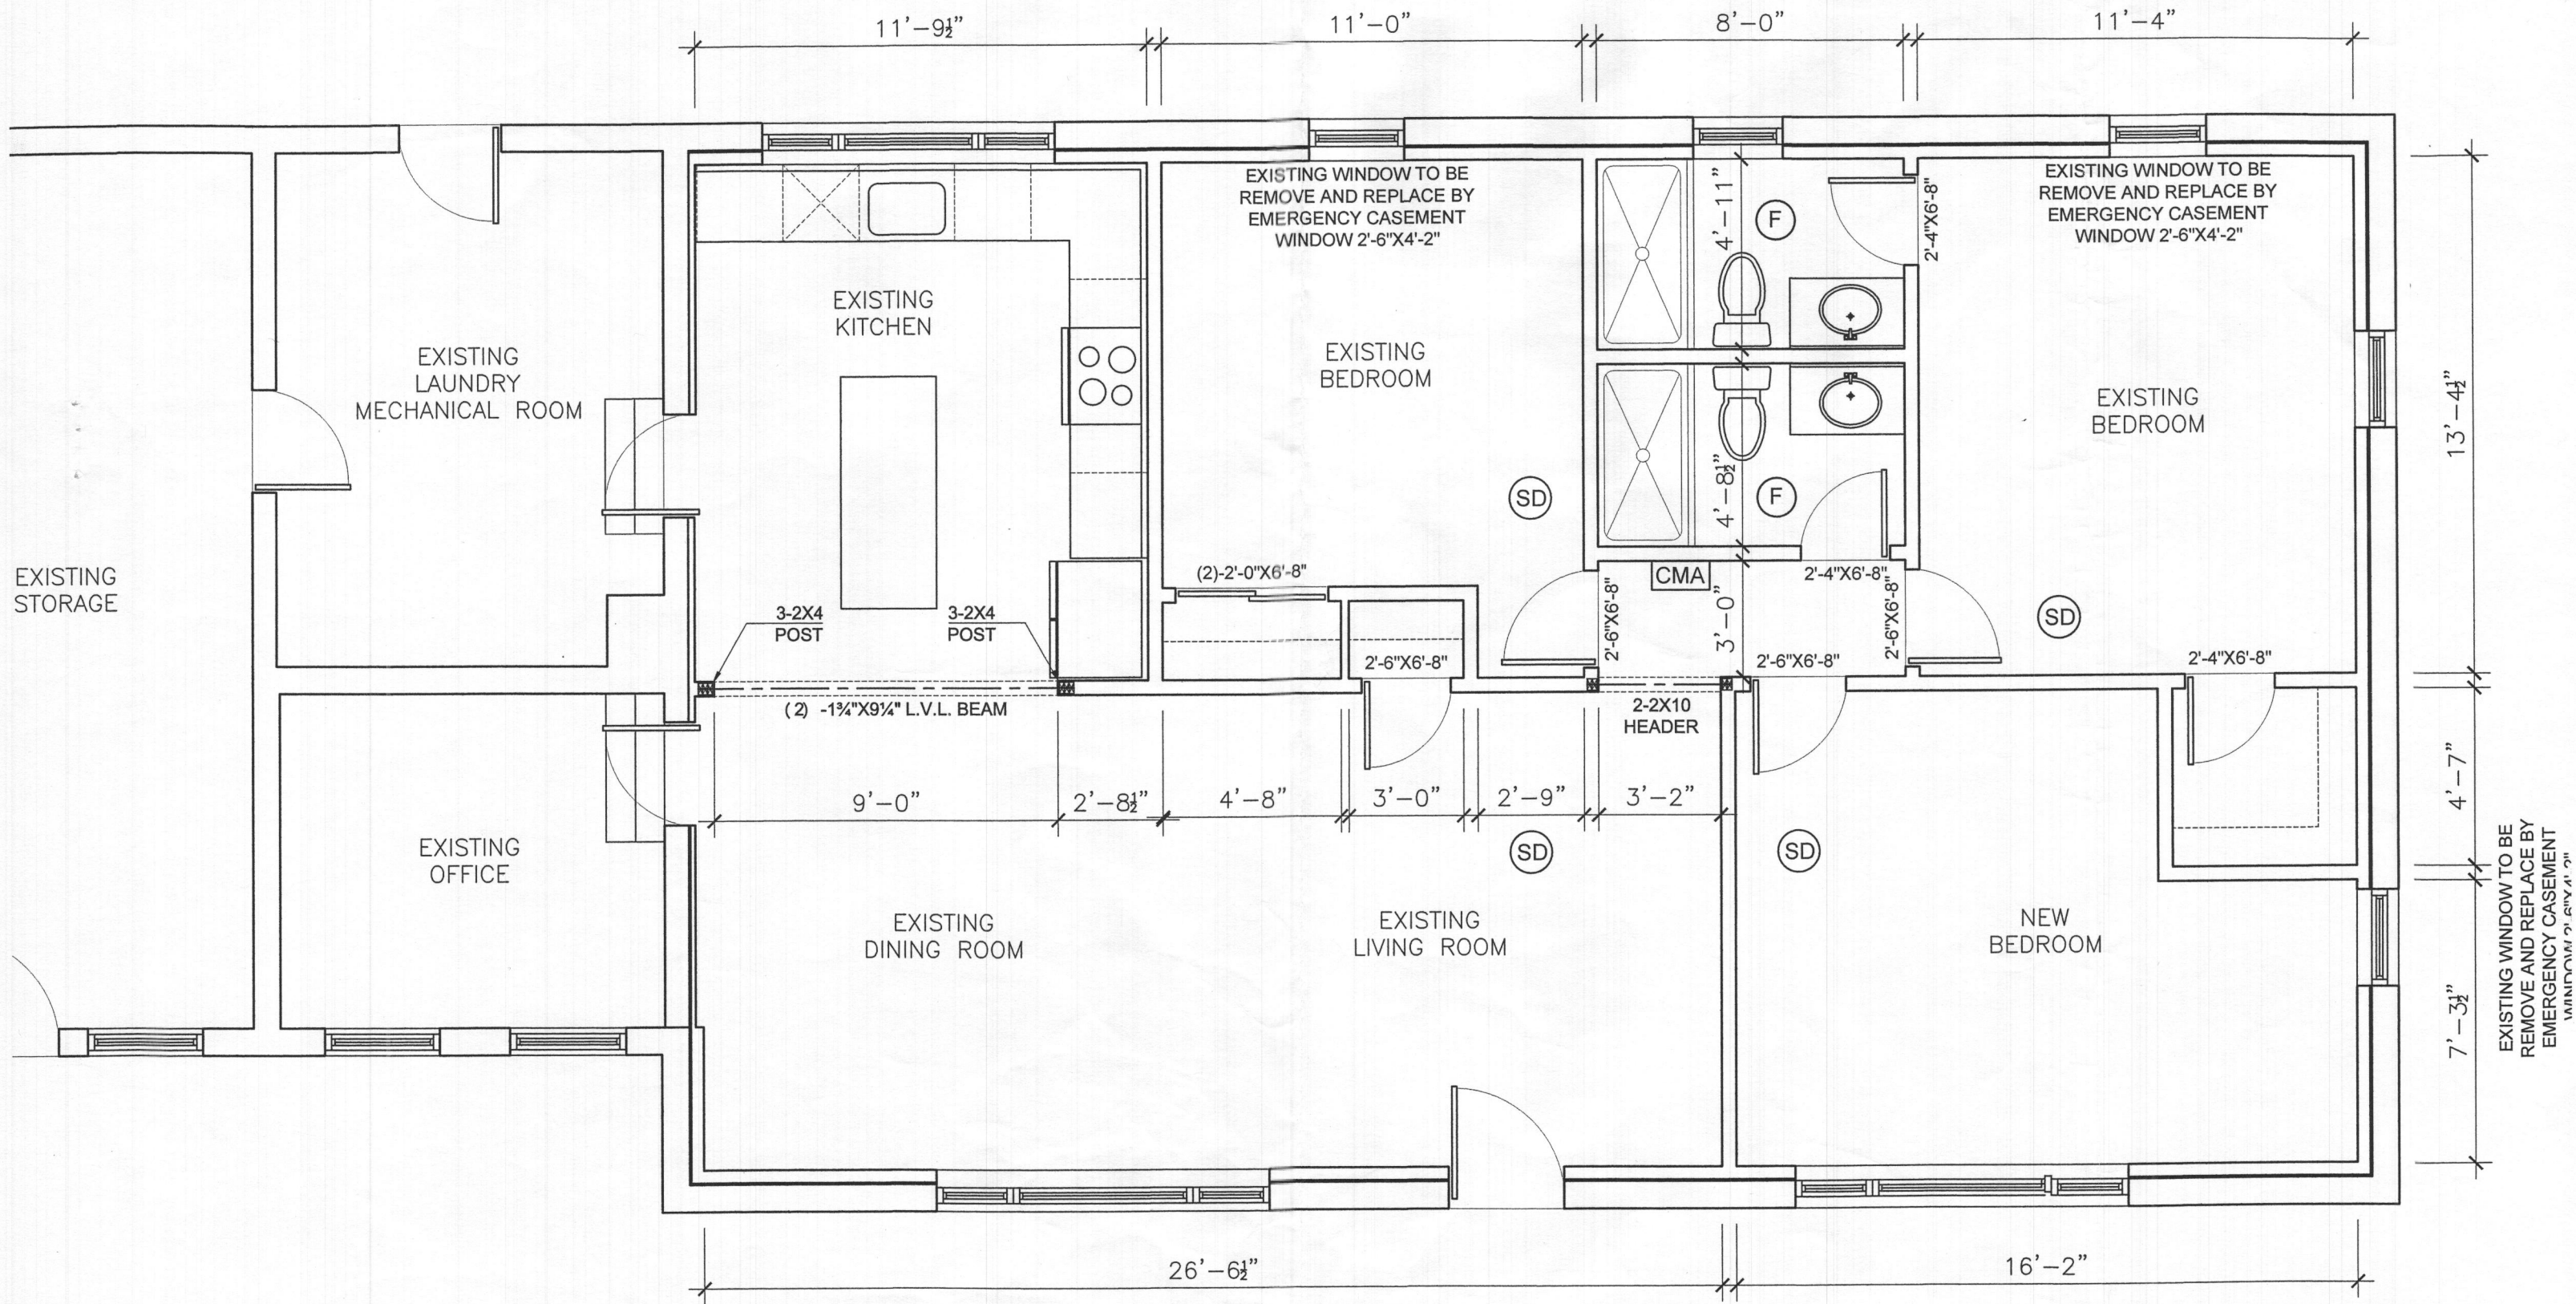 11'-9½"
11'-0"
8'-0"
11'-4"
EXISTING WINDOW TO BE
REMOVE AND REPLACE BY
EMERGENCY CASEMENT
WINDOW 2'-6"X4'-2"
4'-11"
F
2'-4"X6'-8"
EXISTING WINDOW TO BE
REMOVE AND REPLACE BY
EMERGENCY CASEMENT
WINDOW 2'-6"X4'-2"
EXISTING
KITCHEN
EXISTING
LAUNDRY
MECHANICAL ROOM
EXISTING
BEDROOM
EXISTING
BEDROOM
13'-4½"
SD
4'-8½"
F
EXISTING
STORAGE
(2)-2'-0"X6'-8"
CMA
2'-4"X6'-8"
3-2X4
POST
3-2X4
POST
2'-6"X6'-8"
2'-6"X6'-8"
3'-0"
2'-6"X6'-8"
2'-6"X6'-8"
SD
2'-4"X6'-8"
(2) -1¾"X9¼" L.V.L. BEAM
2-2X10
HEADER
9'-0"
2'-8½"
4'-8"
3'-0"
2'-9"
3'-2"
4'-7"
EXISTING
OFFICE
SD
SD
EXISTING
DINING ROOM
EXISTING
LIVING ROOM
NEW
BEDROOM
7'-3½"
EXISTING WINDOW TO BE
REMOVE AND REPLACE BY
EMERGENCY CASEMENT
WINDOW 2'-6"X4'-2"
26'-6½"
16'-2"